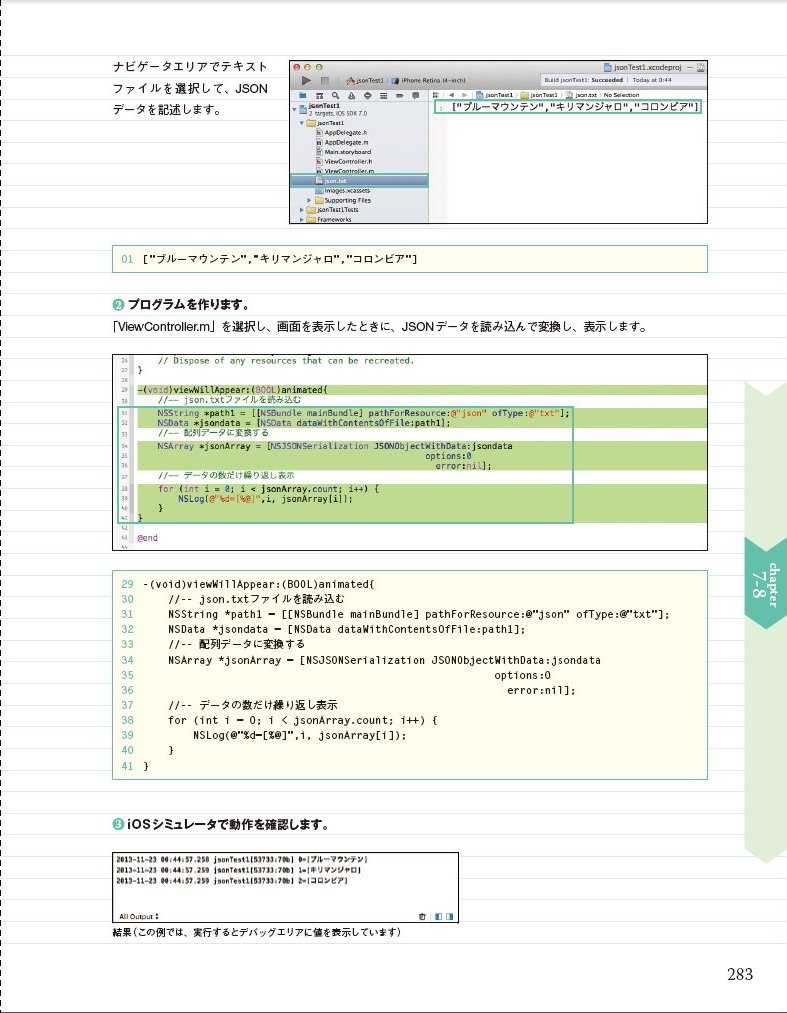 ナビゲータエリアでテキスト
ファイルを選択して、JSON
データを記述します。
jsonTest1.xcodeproj
jsonTest1 iPhone Retina (4-inch)
Build jsonTest1: Succeeded Today at 0:44
jsonTest1 jsonTest1 json.txt No Selection
jsonTest1
2 targets, iOS SDK 7.0
1 ["ブルーマウンテン","キリマンジャロ","コロンビア"]
jsonTest1
AppDelegate.h
AppDelegate.m
Main.storyboard
ViewController.h
ViewController.m
json.txt
Images.xcassets
Supporting Files
jsonTest1Tests
Frameworks
01 ["ブルーマウンテン","キリマンジャロ","コロンビア"]
❷ プログラムを作ります。
「ViewController.m」を選択し、画面を表示したときに、JSONデータを読み込んで変換し、表示します。
26 // Dispose of any resources that can be recreated.
27 }
28
29 -(void)viewWillAppear:(BOOL)animated{
30 //-- json.txtファイルを読み込む
31 NSString *path1 = [[NSBundle mainBundle] pathForResource:@"json" ofType:@"txt"];
32 NSData *jsondata = [NSData dataWithContentsOfFile:path1];
33 //-- 配列データに変換する
34 NSArray *jsonArray = [NSJSONSerialization JSONObjectWithData:jsondata
35 options:0
36 error:nil];
37 //-- データの数だけ繰り返し表示
38 for (int i = 0; i < jsonArray.count; i++) {
39 NSLog(@"%d=[%@]",i, jsonArray[i]);
40 }
41 }
42
43 @end
44
29 -(void)viewWillAppear:(BOOL)animated{
30 //-- json.txtファイルを読み込む
31 NSString *path1 = [[NSBundle mainBundle] pathForResource:@"json" ofType:@"txt"];
32 NSData *jsondata = [NSData dataWithContentsOfFile:path1];
33 //-- 配列データに変換する
34 NSArray *jsonArray = [NSJSONSerialization JSONObjectWithData:jsondata
35 options:0
36 error:nil];
37 //-- データの数だけ繰り返し表示
38 for (int i = 0; i < jsonArray.count; i++) {
39 NSLog(@"%d=[%@]",i, jsonArray[i]);
40 }
41 }
chapter
7-8
❸ iOSシミュレータで動作を確認します。
2013-11-23 00:44:57.258 jsonTest1[53733:70b] 0=[ブルーマウンテン]
2013-11-23 00:44:57.259 jsonTest1[53733:70b] 1=[キリマンジャロ]
2013-11-23 00:44:57.259 jsonTest1[53733:70b] 2=[コロンビア]
All Output
結果（この例では、実行するとデバッグエリアに値を表示しています）
283